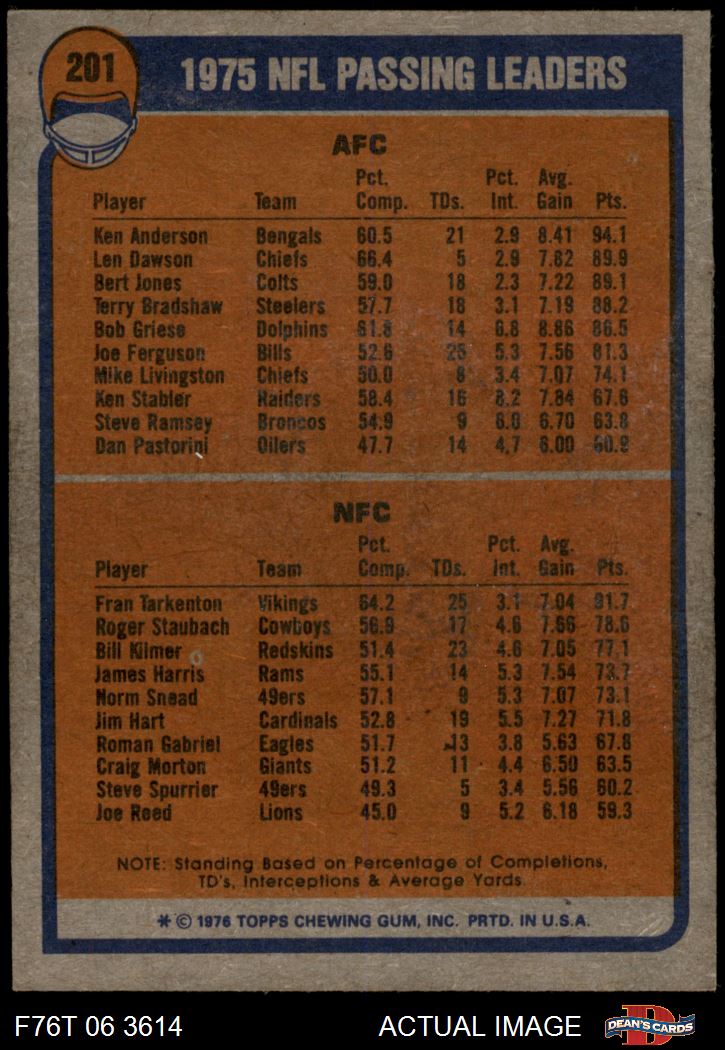 201
1975 NFL PASSING LEADERS
AFC
Pct. Pct. Avg.
Player Team Comp. TDs. Int. Gain Pts.
Ken Anderson Bengals 60.5 21 2.9 8.41 94.1
Len Dawson Chiefs 66.4 5 2.9 7.82 89.9
Bert Jones Colts 59.0 18 2.3 7.22 89.1
Terry Bradshaw Steelers 57.7 18 3.1 7.19 88.2
Bob Griese Dolphins 61.8 14 6.8 8.86 86.5
Joe Ferguson Bills 52.6 25 5.3 7.56 81.3
Mike Livingston Chiefs 50.0 8 3.4 7.07 74.1
Ken Stabler Raiders 58.4 16 8.2 7.84 67.6
Steve Ramsey Broncos 54.9 9 6.0 6.70 63.8
Dan Pastorini Oilers 47.7 14 4.7 6.00 60.9
NFC
Pct. Pct. Avg.
Player Team Comp. TDs. Int. Gain Pts.
Fran Tarkenton Vikings 64.2 25 3.1 7.04 91.7
Roger Staubach Cowboys 56.9 17 4.6 7.66 78.6
Bill Kilmer Redskins 51.4 23 4.6 7.05 77.1
James Harris Rams 55.1 14 5.3 7.54 73.7
Norm Snead 49ers 57.1 9 5.3 7.07 73.1
Jim Hart Cardinals 52.8 19 5.5 7.27 71.8
Roman Gabriel Eagles 51.7 13 3.8 5.63 67.8
Craig Morton Giants 51.2 11 4.4 6.50 63.5
Steve Spurrier 49ers 49.3 5 3.4 5.56 60.2
Joe Reed Lions 45.0 9 5.2 6.18 59.3
NOTE: Standing Based on Percentage of Completions,
TD's, Interceptions & Average Yards.
* © 1976 TOPPS CHEWING GUM, INC. PRTD. IN U.S.A.
F76T 06 3614 ACTUAL IMAGE D DEAN'S CARDS